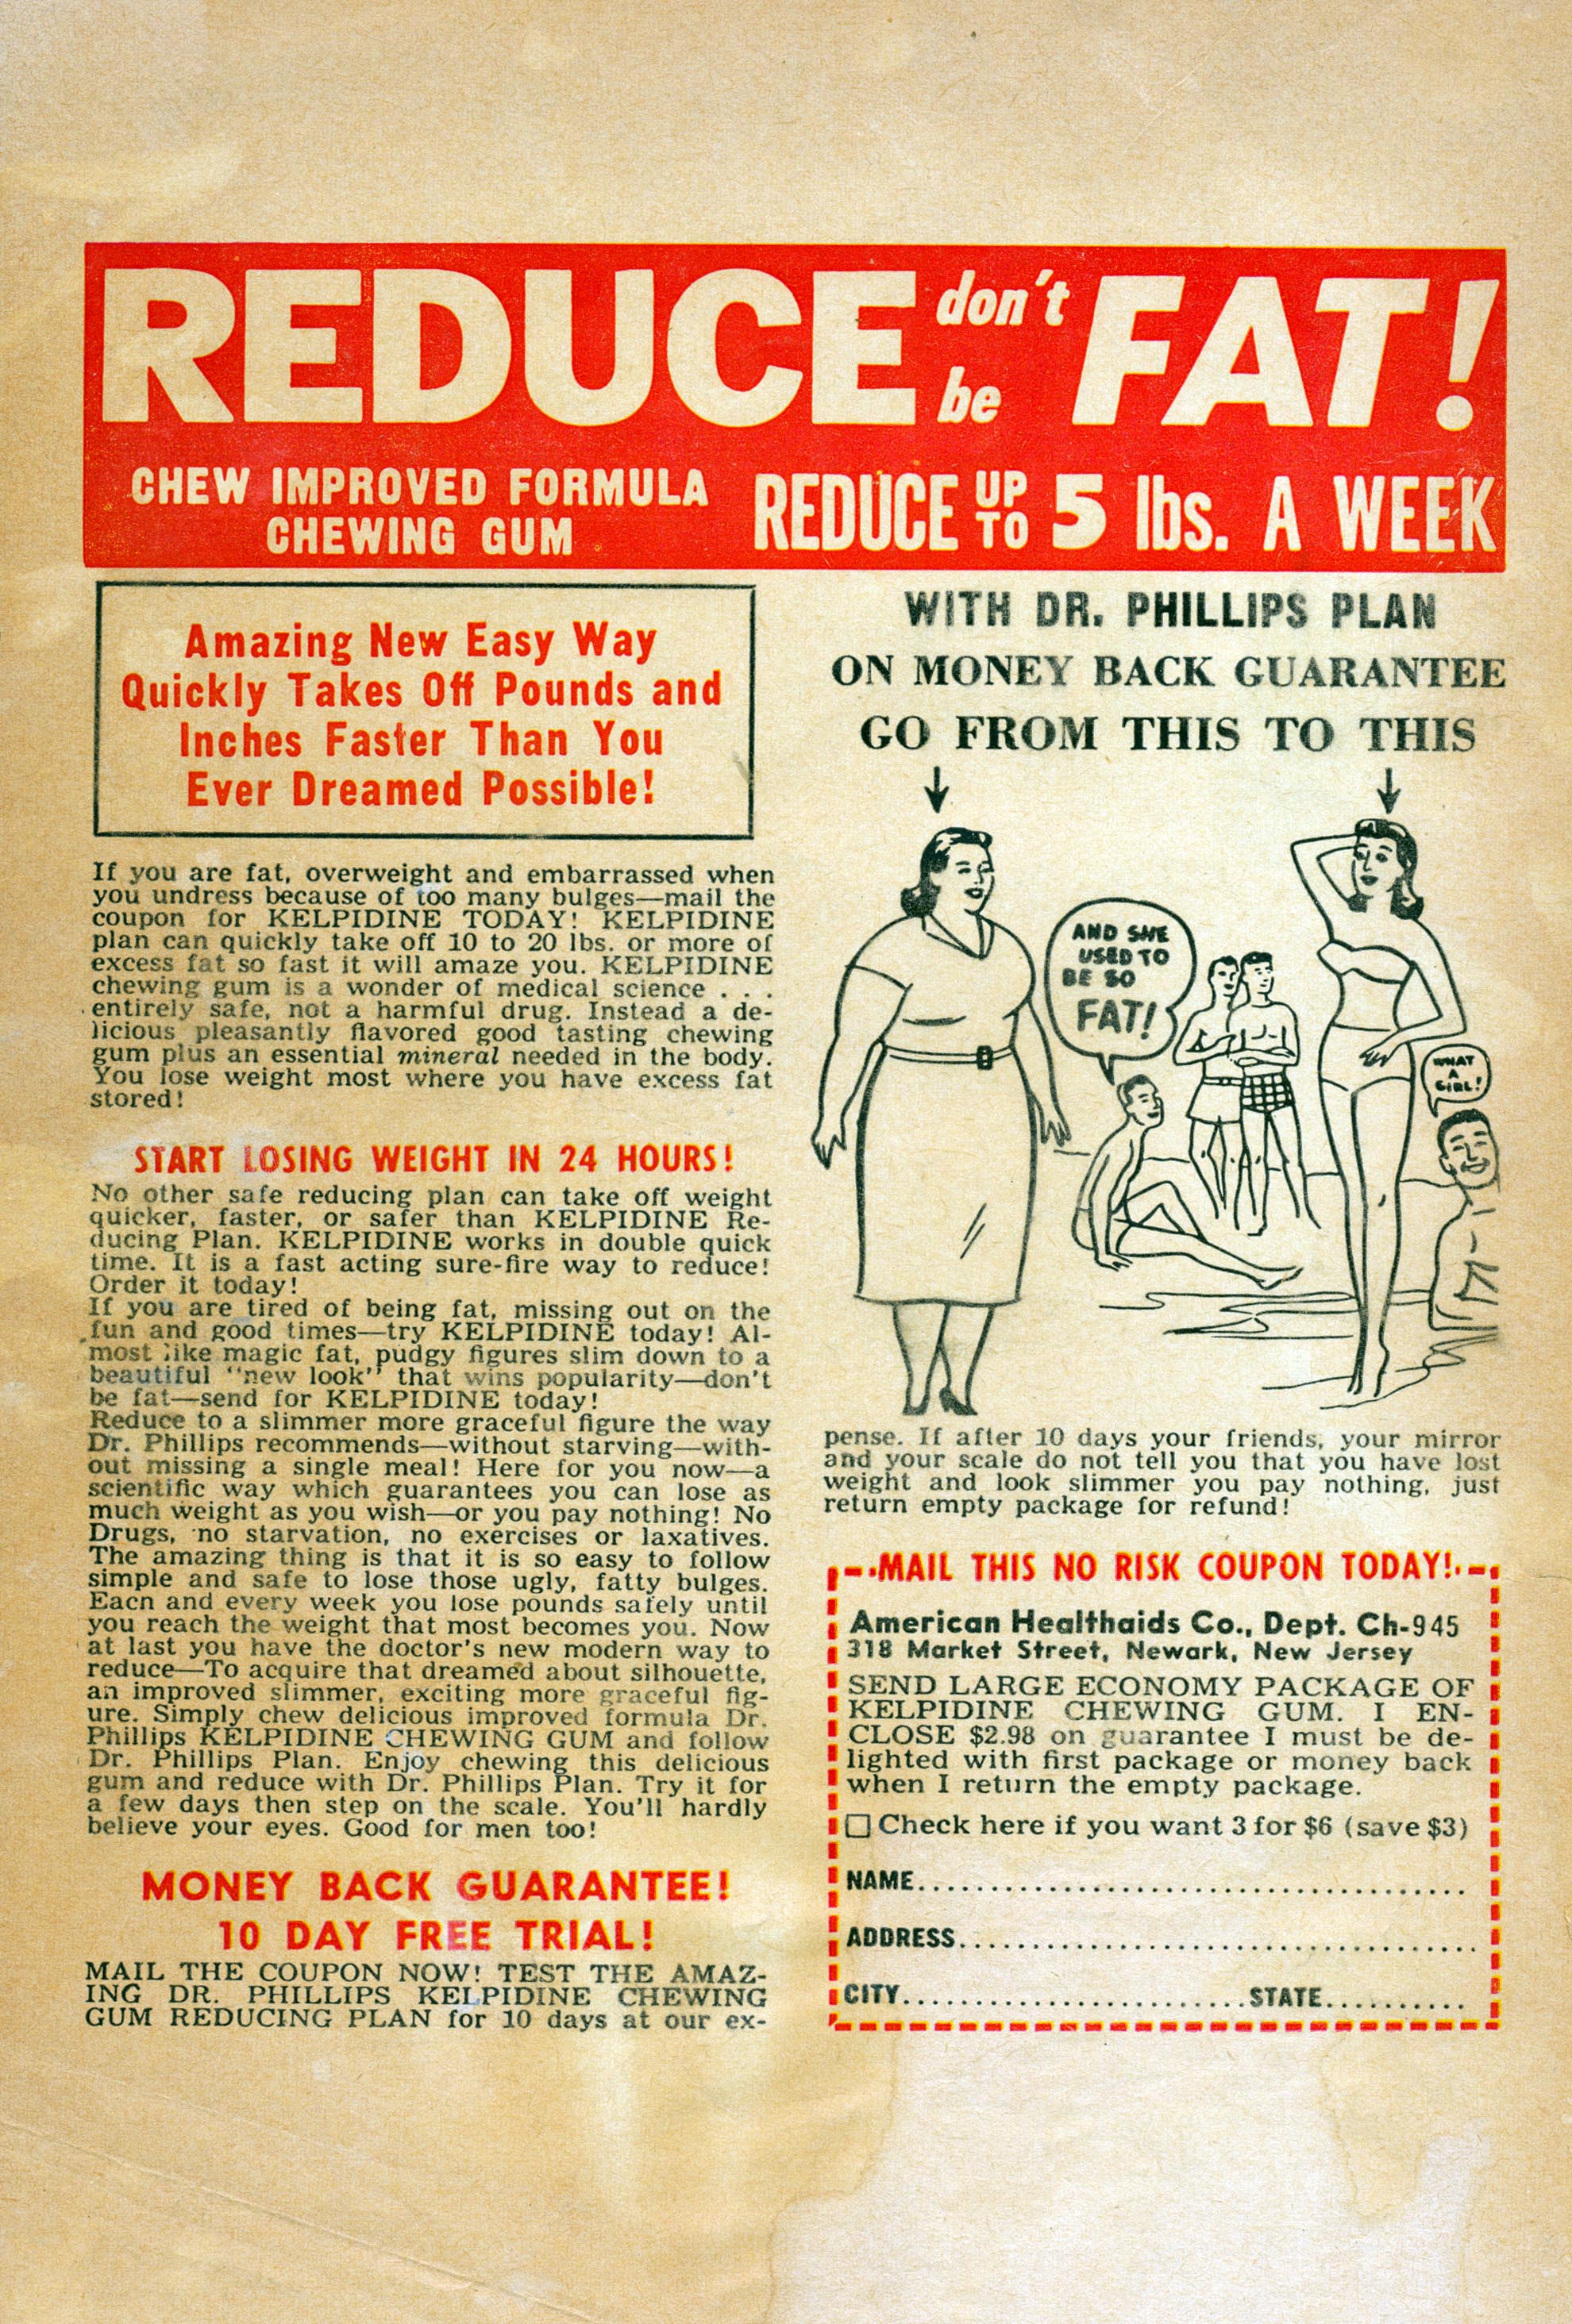 REDUCE don't be FAT!
CHEW IMPROVED FORMULA
CHEWING GUM
REDUCE UP TO 5 lbs. A WEEK
Amazing New Easy Way
Quickly Takes Off Pounds and
Inches Faster Than You
Ever Dreamed Possible!
If you are fat, overweight and embarrassed when
you undress because of too many bulges—mail the
coupon for KELPIDINE TODAY! KELPIDINE
plan can quickly take off 10 to 20 lbs. or more of
excess fat so fast it will amaze you. KELPIDINE
chewing gum is a wonder of medical science . . .
entirely safe, not a harmful drug. Instead a de-
licious pleasantly flavored good tasting chewing
gum plus an essential mineral needed in the body.
You lose weight most where you have excess fat
stored!
START LOSING WEIGHT IN 24 HOURS!
No other safe reducing plan can take off weight
quicker, faster, or safer than KELPIDINE Re-
ducing Plan. KELPIDINE works in double quick
time. It is a fast acting sure-fire way to reduce!
Order it today!
If you are tired of being fat, missing out on the
fun and good times—try KELPIDINE today! Al-
most like magic fat, pudgy figures slim down to a
beautiful "new look" that wins popularity—don't
be fat—send for KELPIDINE today!
Reduce to a slimmer more graceful figure the way
Dr. Phillips recommends—without starving—with-
out missing a single meal! Here for you now—a
scientific way which guarantees you can lose as
much weight as you wish—or you pay nothing! No
Drugs, no starvation, no exercises or laxatives.
The amazing thing is that it is so easy to follow
simple and safe to lose those ugly, fatty bulges.
Each and every week you lose pounds safely until
you reach the weight that most becomes you. Now
at last you have the doctor's new modern way to
reduce—To acquire that dreamed about silhouette,
an improved slimmer, exciting more graceful fig-
ure. Simply chew delicious improved formula Dr.
Phillips KELPIDINE CHEWING GUM and follow
Dr. Phillips Plan. Enjoy chewing this delicious
gum and reduce with Dr. Phillips Plan. Try it for
a few days then step on the scale. You'll hardly
believe your eyes. Good for men too!
MONEY BACK GUARANTEE!
10 DAY FREE TRIAL!
MAIL THE COUPON NOW! TEST THE AMAZ-
ING DR. PHILLIPS KELPIDINE CHEWING
GUM REDUCING PLAN for 10 days at our ex-
WITH DR. PHILLIPS PLAN
ON MONEY BACK GUARANTEE
GO FROM THIS TO THIS
AND SHE
USED TO
BE SO
FAT!
WHAT
A
GIRL!
pense. If after 10 days your friends, your mirror
and your scale do not tell you that you have lost
weight and look slimmer you pay nothing, just
return empty package for refund!
MAIL THIS NO RISK COUPON TODAY!
American Healthaids Co., Dept. Ch-945
318 Market Street, Newark, New Jersey
SEND LARGE ECONOMY PACKAGE OF
KELPIDINE CHEWING GUM. I EN-
CLOSE $2.98 on guarantee I must be de-
lighted with first package or money back
when I return the empty package.
Check here if you want 3 for $6 (save $3)
NAME
ADDRESS
CITY STATE